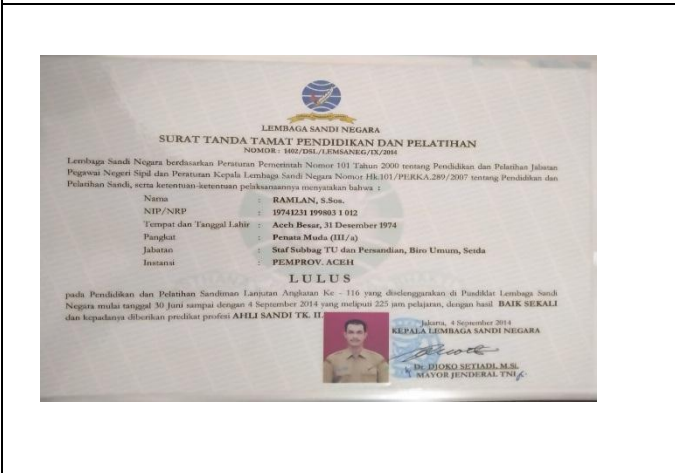 LEMBAGA SANDI NEGARA
SURAT TANDA TAMAT PENDIDIKAN DAN PELATIHAN
NOMOR : 1402/DSL/LEMSANEG/IX/2014
Lembaga Sandi Negara berdasarkan Peraturan Pemerintah Nomor 101 Tahun 2000 tentang Pendidikan dan Pelatihan Jabatan
Pegawai Negeri Sipil dan Peraturan Kepala Lembaga Sandi Negara Nomor Hk.101/PERKA.289/2007 tentang Pendidikan dan
Pelatihan Sandi, serta ketentuan-ketentuan pelaksanaannya menyatakan bahwa :
Nama : RAMLAN, S.Sos.
NIP/NRP : 19741231 199803 1 012
Tempat dan Tanggal Lahir : Aceh Besar, 31 Desember 1974
Pangkat : Penata Muda (III/a)
Jabatan : Staf Subbag TU dan Persandian, Biro Umum, Setda
Instansi : PEMPROV. ACEH
LULUS
pada Pendidikan dan Pelatihan Sandiman Lanjutan Angkatan Ke - 116 yang diselenggarakan di Pusdiklat Lembaga Sandi
Negara mulai tanggal 30 Juni sampai dengan 4 September 2014 yang meliputi 225 jam pelajaran, dengan hasil BAIK SEKALI
dan kepadanya diberikan predikat profesi AHLI SANDI TK. II.
Jakarta, 4 September 2014
KEPALA LEMBAGA SANDI NEGARA
Dr. DJOKO SETIADI, M.Si.
MAYOR JENDERAL TNI